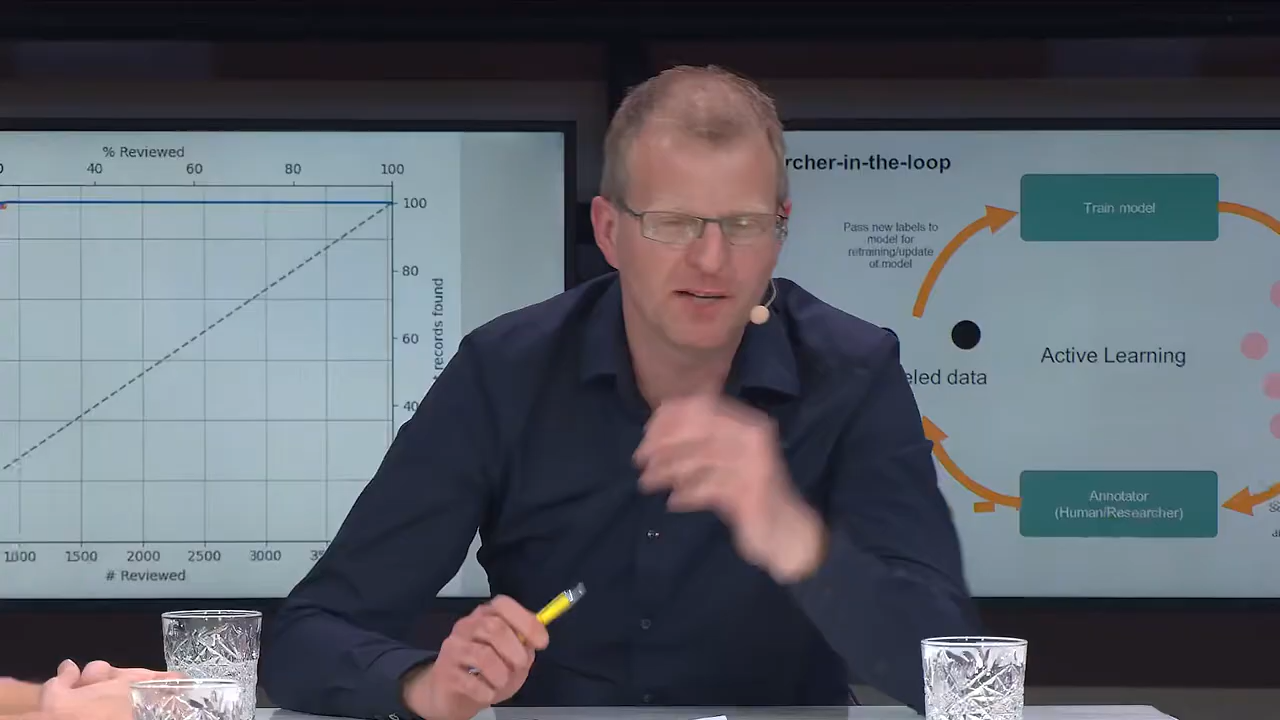 % Reviewed
40 60 80 100
100
80
60
40
records found
1000 1500 2000 2500 3000
# Reviewed
rcher-in-the-loop
Train model
Pass new labels to
model for
retraining/update
of model
Active Learning
eled data
Annotator
(Human/Researcher)